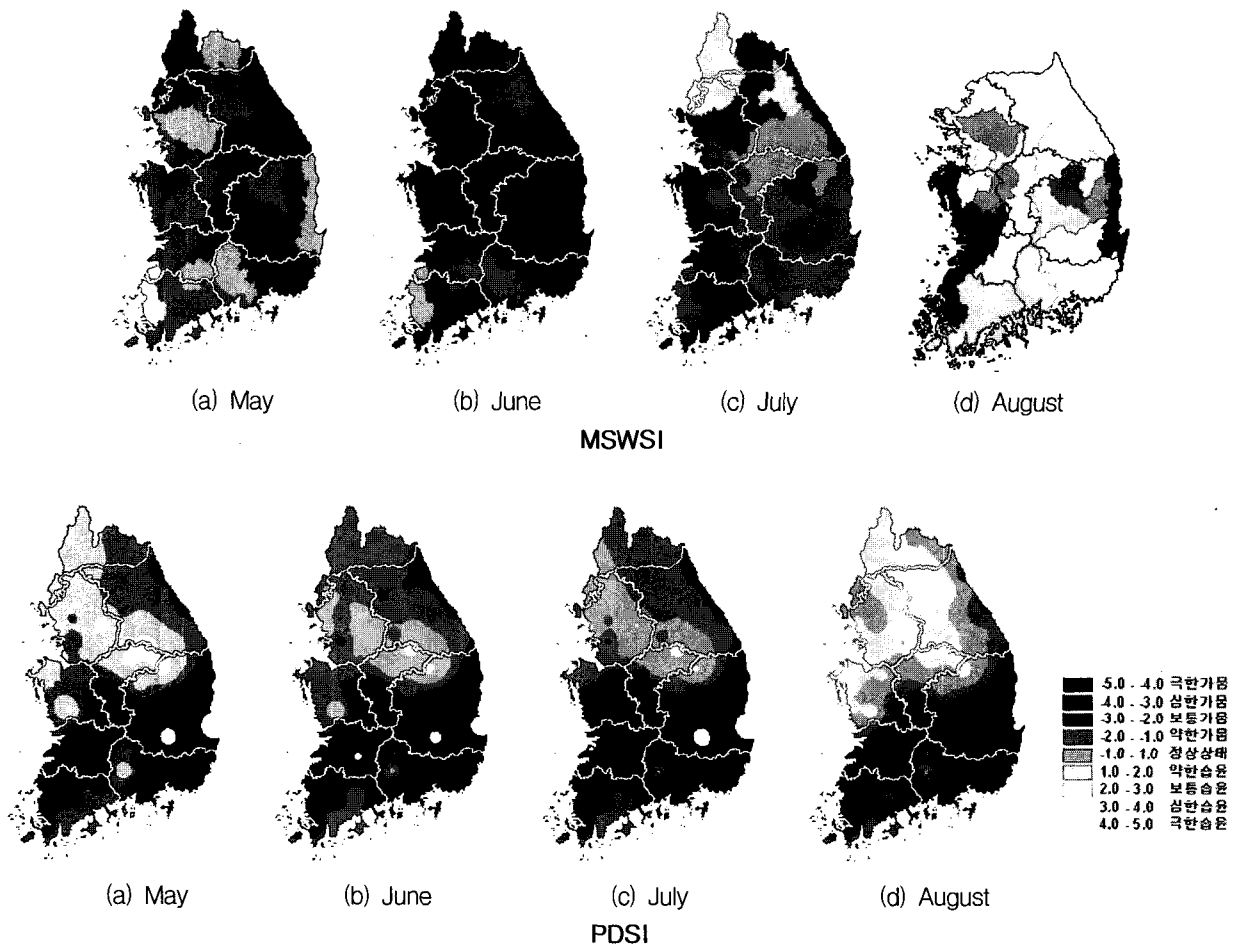 (a) May (b) June (c) July (d) August
MSWSI
-5.0 - -4.0 극한가뭄
-4.0 - -3.0 심한가뭄
-3.0 - -2.0 보통가뭄
-2.0 - -1.0 약한가뭄
-1.0 - 1.0 정상상태
1.0 - 2.0 약한습윤
2.0 - 3.0 보통습윤
3.0 - 4.0 심한습윤
4.0 - 5.0 극한습윤
(a) May (b) June (c) July (d) August
PDSI